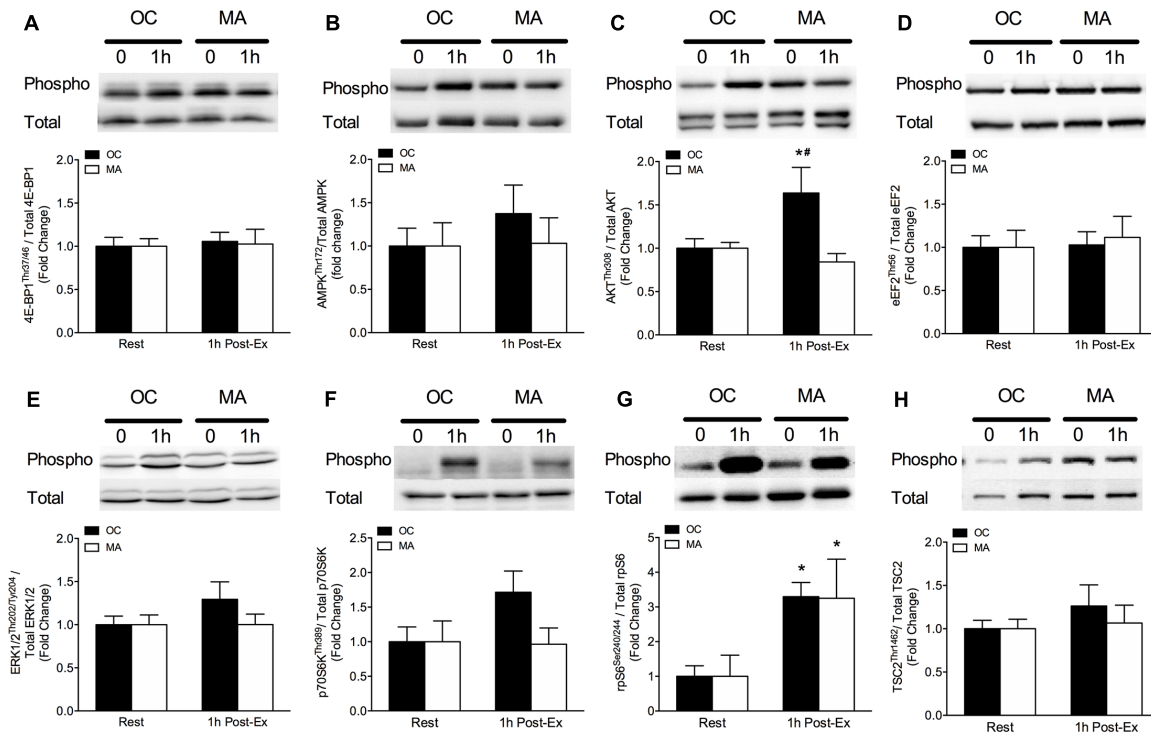 A
OC MA
0 1h 0 1h
Phospho
Total
OC
MA
4E-BP1Thr37/46 / Total 4E-BP1
(Fold Change)
2.0
1.5
1.0
0.5
0.0
Rest 1h Post-Ex
B
OC MA
0 1h 0 1h
Phospho
Total
OC
MA
AMPKThr172/Total AMPK
(fold change)
2.0
1.5
1.0
0.5
0.0
Rest 1h Post-Ex
C
OC MA
0 1h 0 1h
Phospho
Total
OC
MA
*#
AKTThr308 / Total AKT
(Fold Change)
2.0
1.5
1.0
0.5
0.0
Rest 1h Post-Ex
D
OC MA
0 1h 0 1h
Phospho
Total
OC
MA
eEF2Thr56 / Total eEF2
(Fold Change)
2.0
1.5
1.0
0.5
0.0
Rest 1h Post-Ex
E
OC MA
0 1h 0 1h
Phospho
Total
OC
MA
ERK1/2Thr202/Tyr204 /
Total ERK1/2
(Fold Change)
2.0
1.5
1.0
0.5
0.0
Rest 1h Post-Ex
F
OC MA
0 1h 0 1h
Phospho
Total
OC
MA
p70S6KThr389/ Total p70S6K
(Fold Change)
2.5
2.0
1.5
1.0
0.5
0.0
Rest 1h Post-Ex
G
OC MA
0 1h 0 1h
Phospho
Total
OC
MA
* *
rpS6Ser240/244 / Total rpS6
(Fold Change)
5
4
3
2
1
0
Rest 1h Post-Ex
H
OC MA
0 1h 0 1h
Phospho
Total
OC
MA
TSC2Thr1462/ Total TSC2
(Fold Change)
2.0
1.5
1.0
0.5
0.0
Rest 1h Post-Ex